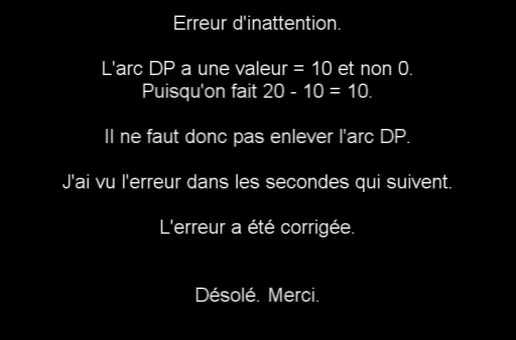 Erreur d'inattention.
L'arc DP a une valeur = 10 et non 0.
Puisqu'on fait 20 - 10 = 10.
Il ne faut donc pas enlever l'arc DP.
J'ai vu l'erreur dans les secondes qui suivent.
L'erreur a été corrigée.
Désolé. Merci.